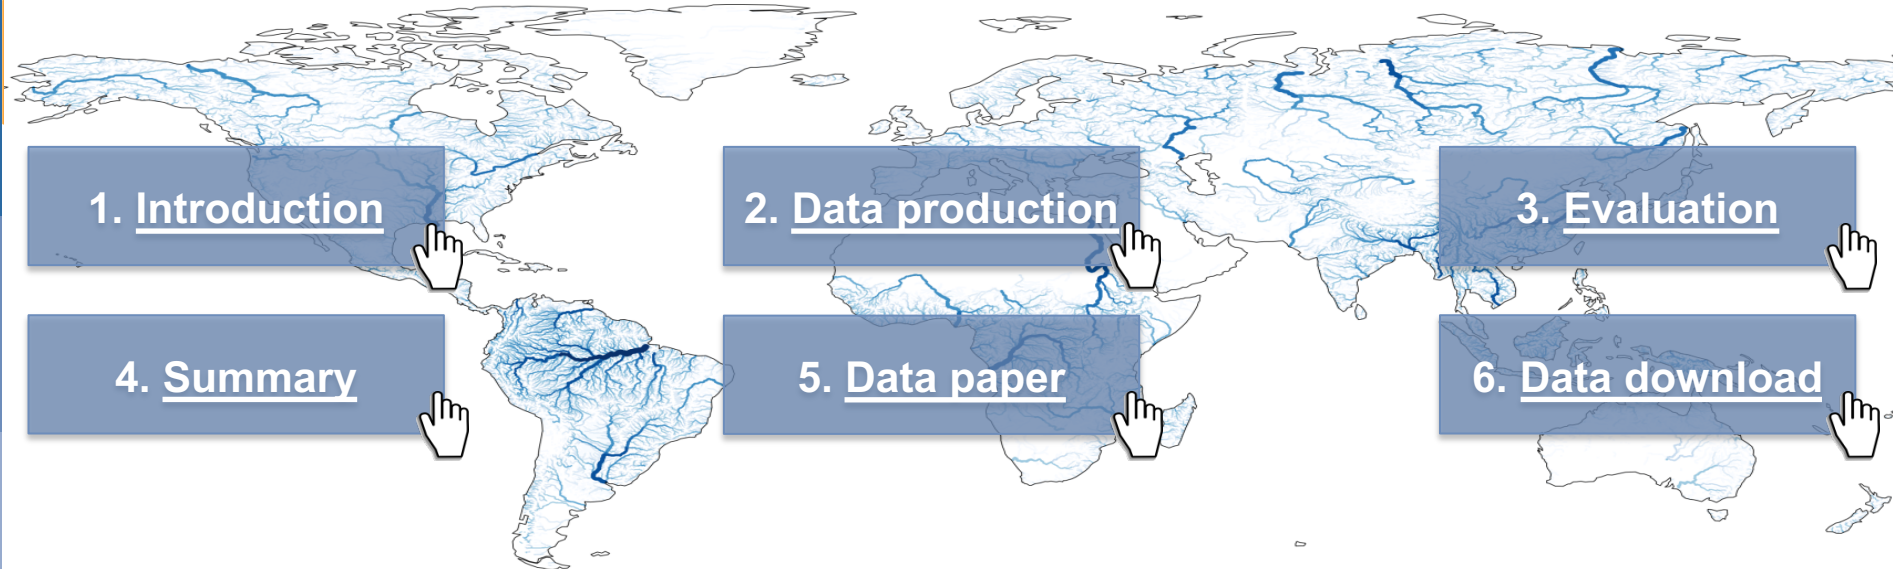 1. Introduction
2. Data production
3. Evaluation
4. Summary
5. Data paper
6. Data download